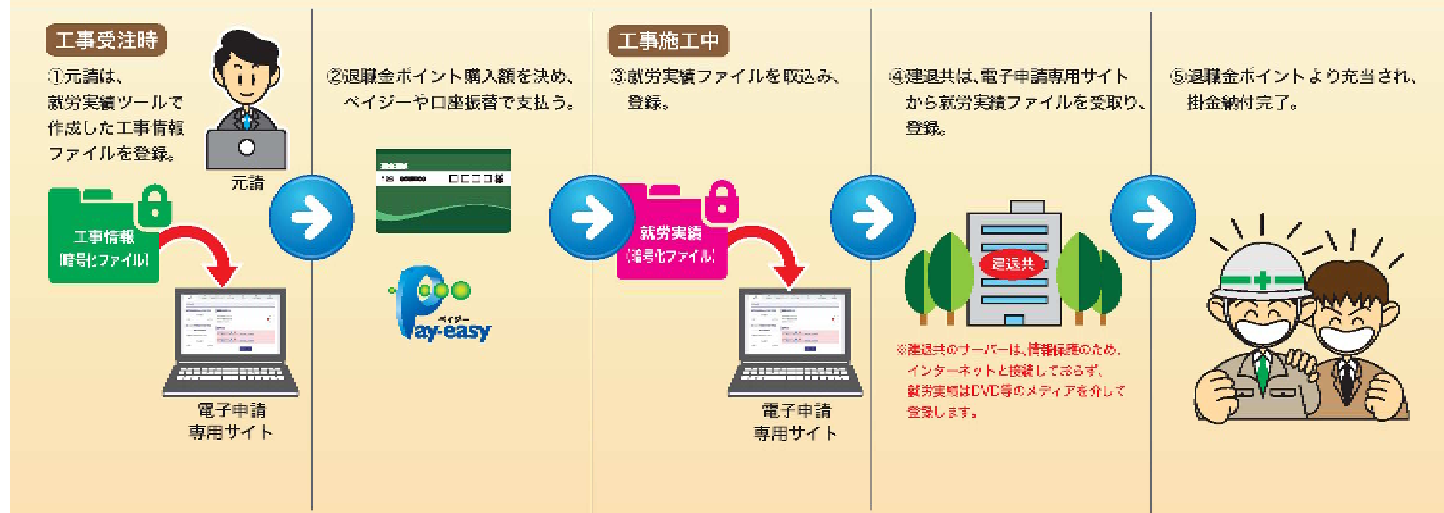 工事受注時
①元請は、
就労実績ツールで
作成した工事情報
ファイルを登録。
元請
工事情報
(暗号化ファイル)
電子申請
専用サイト
②退職金ポイント購入額を決め、
ペイジーや口座振替で支払う。
ペイジー
Pay-easy
工事施工中
③就労実績ファイルを取込み、
登録。
就労実績
(暗号化ファイル)
電子申請
専用サイト
④建退共は、電子申請専用サイト
から就労実績ファイルを受取り、
登録。
建退共
※建退共のサーバーは、情報保護のため、
インターネットと接続しておらず、
就労実績はDVD等のメディアを介して
登録します。
⑤退職金ポイントより充当され、
掛金納付完了。